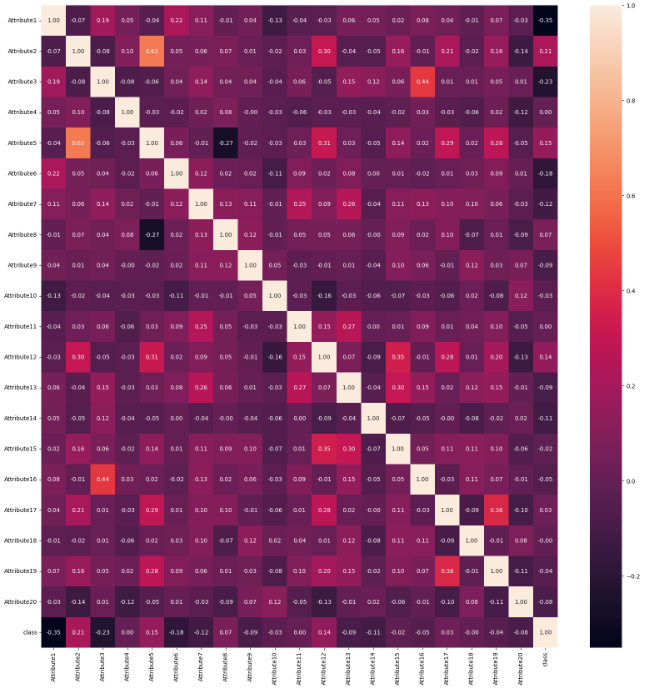 Attribute1 1.00 -0.07 0.19 0.05 -0.04 0.22 0.11 -0.01 0.04 -0.13 -0.04 -0.03 0.06 0.05 0.02 0.08 0.04 -0.01 0.07 -0.03 -0.35
Attribute2 -0.07 1.00 -0.08 0.10 0.62 0.05 0.06 0.07 0.01 -0.02 0.03 0.30 -0.04 -0.05 0.16 -0.01 0.21 -0.02 0.16 -0.14 0.21
Attribute3 0.19 -0.08 1.00 -0.08 -0.06 0.04 0.14 0.04 0.04 -0.04 0.06 -0.05 0.15 0.12 0.06 0.44 0.01 0.01 0.05 0.01 -0.23
Attribute4 0.05 0.10 -0.08 1.00 -0.03 -0.02 0.02 0.08 -0.00 -0.03 -0.06 -0.03 -0.03 -0.04 -0.02 0.03 -0.03 -0.06 0.02 -0.12 0.00
Attribute5 -0.04 0.62 -0.06 -0.03 1.00 0.06 -0.01 -0.27 -0.02 -0.03 0.03 0.31 0.03 -0.05 0.14 0.02 0.29 0.02 0.28 -0.05 0.15
Attribute6 0.22 0.05 0.04 -0.02 0.06 1.00 0.12 0.02 0.02 -0.11 0.09 0.02 0.08 0.00 0.01 -0.02 0.01 0.03 0.09 0.01 -0.18
Attribute7 0.11 0.06 0.14 0.02 -0.01 0.12 1.00 0.13 0.11 -0.01 0.25 0.09 0.26 -0.04 0.11 0.13 0.10 0.10 0.06 -0.03 -0.12
Attribute8 -0.01 0.07 0.04 0.08 -0.27 0.02 0.13 1.00 0.12 -0.01 0.05 0.05 0.06 -0.00 0.09 0.02 0.10 -0.07 0.01 -0.09 0.07
Attribute9 0.04 0.01 0.04 -0.00 -0.02 0.02 0.11 0.12 1.00 0.05 -0.03 -0.01 0.01 -0.04 0.10 0.06 -0.01 0.12 0.03 0.07 -0.09
Attribute10 -0.13 -0.02 -0.04 -0.03 -0.03 -0.11 -0.01 -0.01 0.05 1.00 -0.03 -0.16 -0.03 -0.06 -0.07 -0.03 -0.06 0.02 -0.08 0.12 -0.03
Attribute11 -0.04 0.03 0.06 -0.06 0.03 0.09 0.25 0.05 -0.03 -0.03 1.00 0.15 0.27 0.00 0.01 0.09 0.01 0.04 0.10 -0.05 0.00
Attribute12 -0.03 0.30 -0.05 -0.03 0.31 0.02 0.09 0.05 -0.01 -0.16 0.15 1.00 0.07 -0.09 0.35 -0.01 0.28 0.01 0.20 -0.13 0.14
Attribute13 0.06 -0.04 0.15 -0.03 0.03 0.08 0.26 0.06 0.01 -0.03 0.27 0.07 1.00 -0.04 0.30 0.15 0.02 0.12 0.15 -0.01 -0.09
Attribute14 0.05 -0.05 0.12 -0.04 -0.05 0.00 -0.04 -0.00 -0.04 -0.06 0.00 -0.09 -0.04 1.00 -0.07 -0.05 -0.00 -0.08 -0.02 0.02 -0.11
Attribute15 0.02 0.16 0.06 -0.02 0.14 0.01 0.11 0.09 0.10 -0.07 0.01 0.35 0.30 -0.07 1.00 0.05 0.11 0.11 0.10 -0.06 -0.02
Attribute16 0.08 -0.01 0.44 0.03 0.02 -0.02 0.13 0.02 0.06 -0.03 0.09 -0.01 0.15 -0.05 0.05 1.00 -0.03 0.11 0.07 -0.01 -0.05
Attribute17 0.04 0.21 0.01 -0.03 0.29 0.01 0.10 0.10 -0.01 -0.06 0.01 0.28 0.02 -0.00 0.11 -0.03 1.00 -0.09 0.38 -0.10 0.03
Attribute18 -0.01 -0.02 0.01 -0.06 0.02 0.03 0.10 -0.07 0.12 0.02 0.04 0.01 0.12 -0.08 0.11 0.11 -0.09 1.00 -0.01 0.08 -0.00
Attribute19 0.07 0.16 0.05 0.02 0.28 0.09 0.06 0.01 0.03 -0.08 0.10 0.20 0.15 -0.02 0.10 0.07 0.38 -0.01 1.00 -0.11 -0.04
Attribute20 -0.03 -0.14 0.01 -0.12 -0.05 0.01 -0.03 -0.09 0.07 0.12 -0.05 -0.13 -0.01 0.02 -0.06 -0.01 -0.10 0.08 -0.11 1.00 -0.08
class -0.35 0.21 -0.23 0.00 0.15 -0.18 -0.12 0.07 -0.09 -0.03 0.00 0.14 -0.09 -0.11 -0.02 -0.05 0.03 -0.00 -0.04 -0.08 1.00
Attribute1 Attribute2 Attribute3 Attribute4 Attribute5 Attribute6 Attribute7 Attribute8 Attribute9 Attribute10 Attribute11 Attribute12 Attribute13 Attribute14 Attribute15 Attribute16 Attribute17 Attribute18 Attribute19 Attribute20 class
1.0
0.8
0.6
0.4
0.2
0.0
−0.2